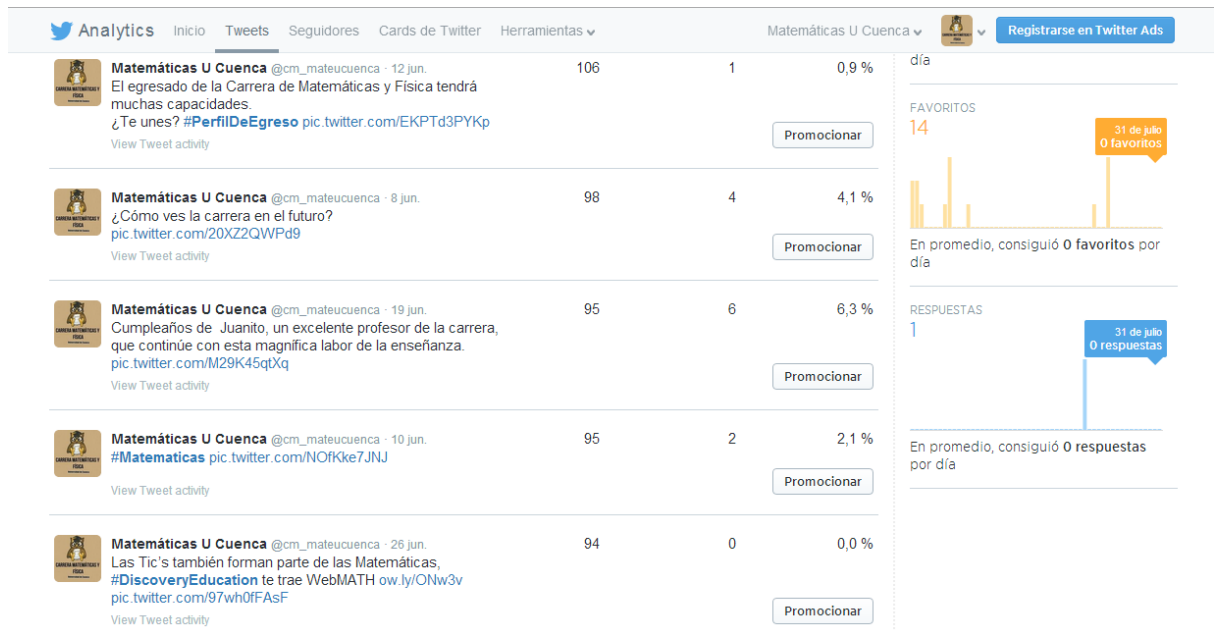 Analytics Inicio Tweets Seguidores Cards de Twitter Herramientas Matemáticas U Cuenca Registrarse en Twitter Ads
Matemáticas U Cuenca @cm_mateucuenca · 12 jun. 106 1 0,9 %
El egresado de la Carrera de Matemáticas y Física tendrá
muchas capacidades.
¿Te unes? #PerfilDeEgreso pic.twitter.com/EKPTd3PYKp
Promocionar
View Tweet activity
Matemáticas U Cuenca @cm_mateucuenca · 8 jun. 98 4 4,1 %
¿Cómo ves la carrera en el futuro?
pic.twitter.com/20XZ2QWPd9
Promocionar
View Tweet activity
Matemáticas U Cuenca @cm_mateucuenca · 19 jun. 95 6 6,3 %
Cumpleaños de Juanito, un excelente profesor de la carrera,
que continúe con esta magnífica labor de la enseñanza.
pic.twitter.com/M29K45qtXq
Promocionar
View Tweet activity
Matemáticas U Cuenca @cm_mateucuenca · 10 jun. 95 2 2,1 %
#Matematicas pic.twitter.com/NOfKke7JNJ
Promocionar
View Tweet activity
Matemáticas U Cuenca @cm_mateucuenca · 26 jun. 94 0 0,0 %
Las Tic's también forman parte de las Matemáticas,
#DiscoveryEducation te trae WebMATH ow.ly/ONw3v
pic.twitter.com/97wh0fFAsF
Promocionar
View Tweet activity
día
FAVORITOS
14
31 de julio
0 favoritos
En promedio, consiguió 0 favoritos por
día
RESPUESTAS
1
31 de julio
0 respuestas
En promedio, consiguió 0 respuestas
por día